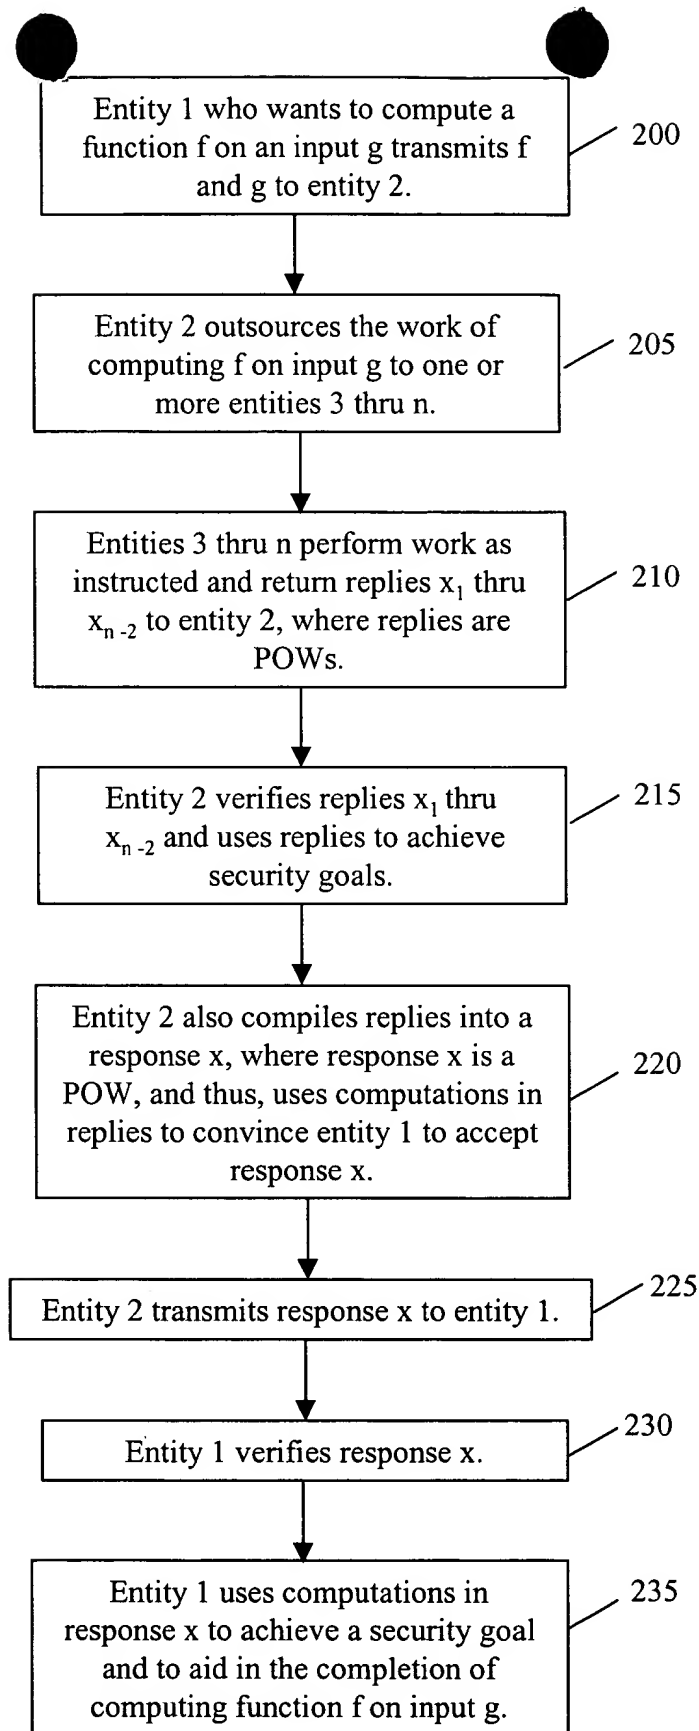 Entity 1 who wants to compute a
function f on an input g transmits f
and g to entity 2.
200
Entity 2 outsources the work of
computing f on input g to one or
more entities 3 thru n.
205
Entities 3 thru n perform work as
instructed and return replies x₁ thru
xₙ₋₂ to entity 2, where replies are
POWs.
210
Entity 2 verifies replies x₁ thru
xₙ₋₂ and uses replies to achieve
security goals.
215
Entity 2 also compiles replies into a
response x, where response x is a
POW, and thus, uses computations in
replies to convince entity 1 to accept
response x.
220
Entity 2 transmits response x to entity 1.
225
Entity 1 verifies response x.
230
Entity 1 uses computations in
response x to achieve a security goal
and to aid in the completion of
computing function f on input g.
235